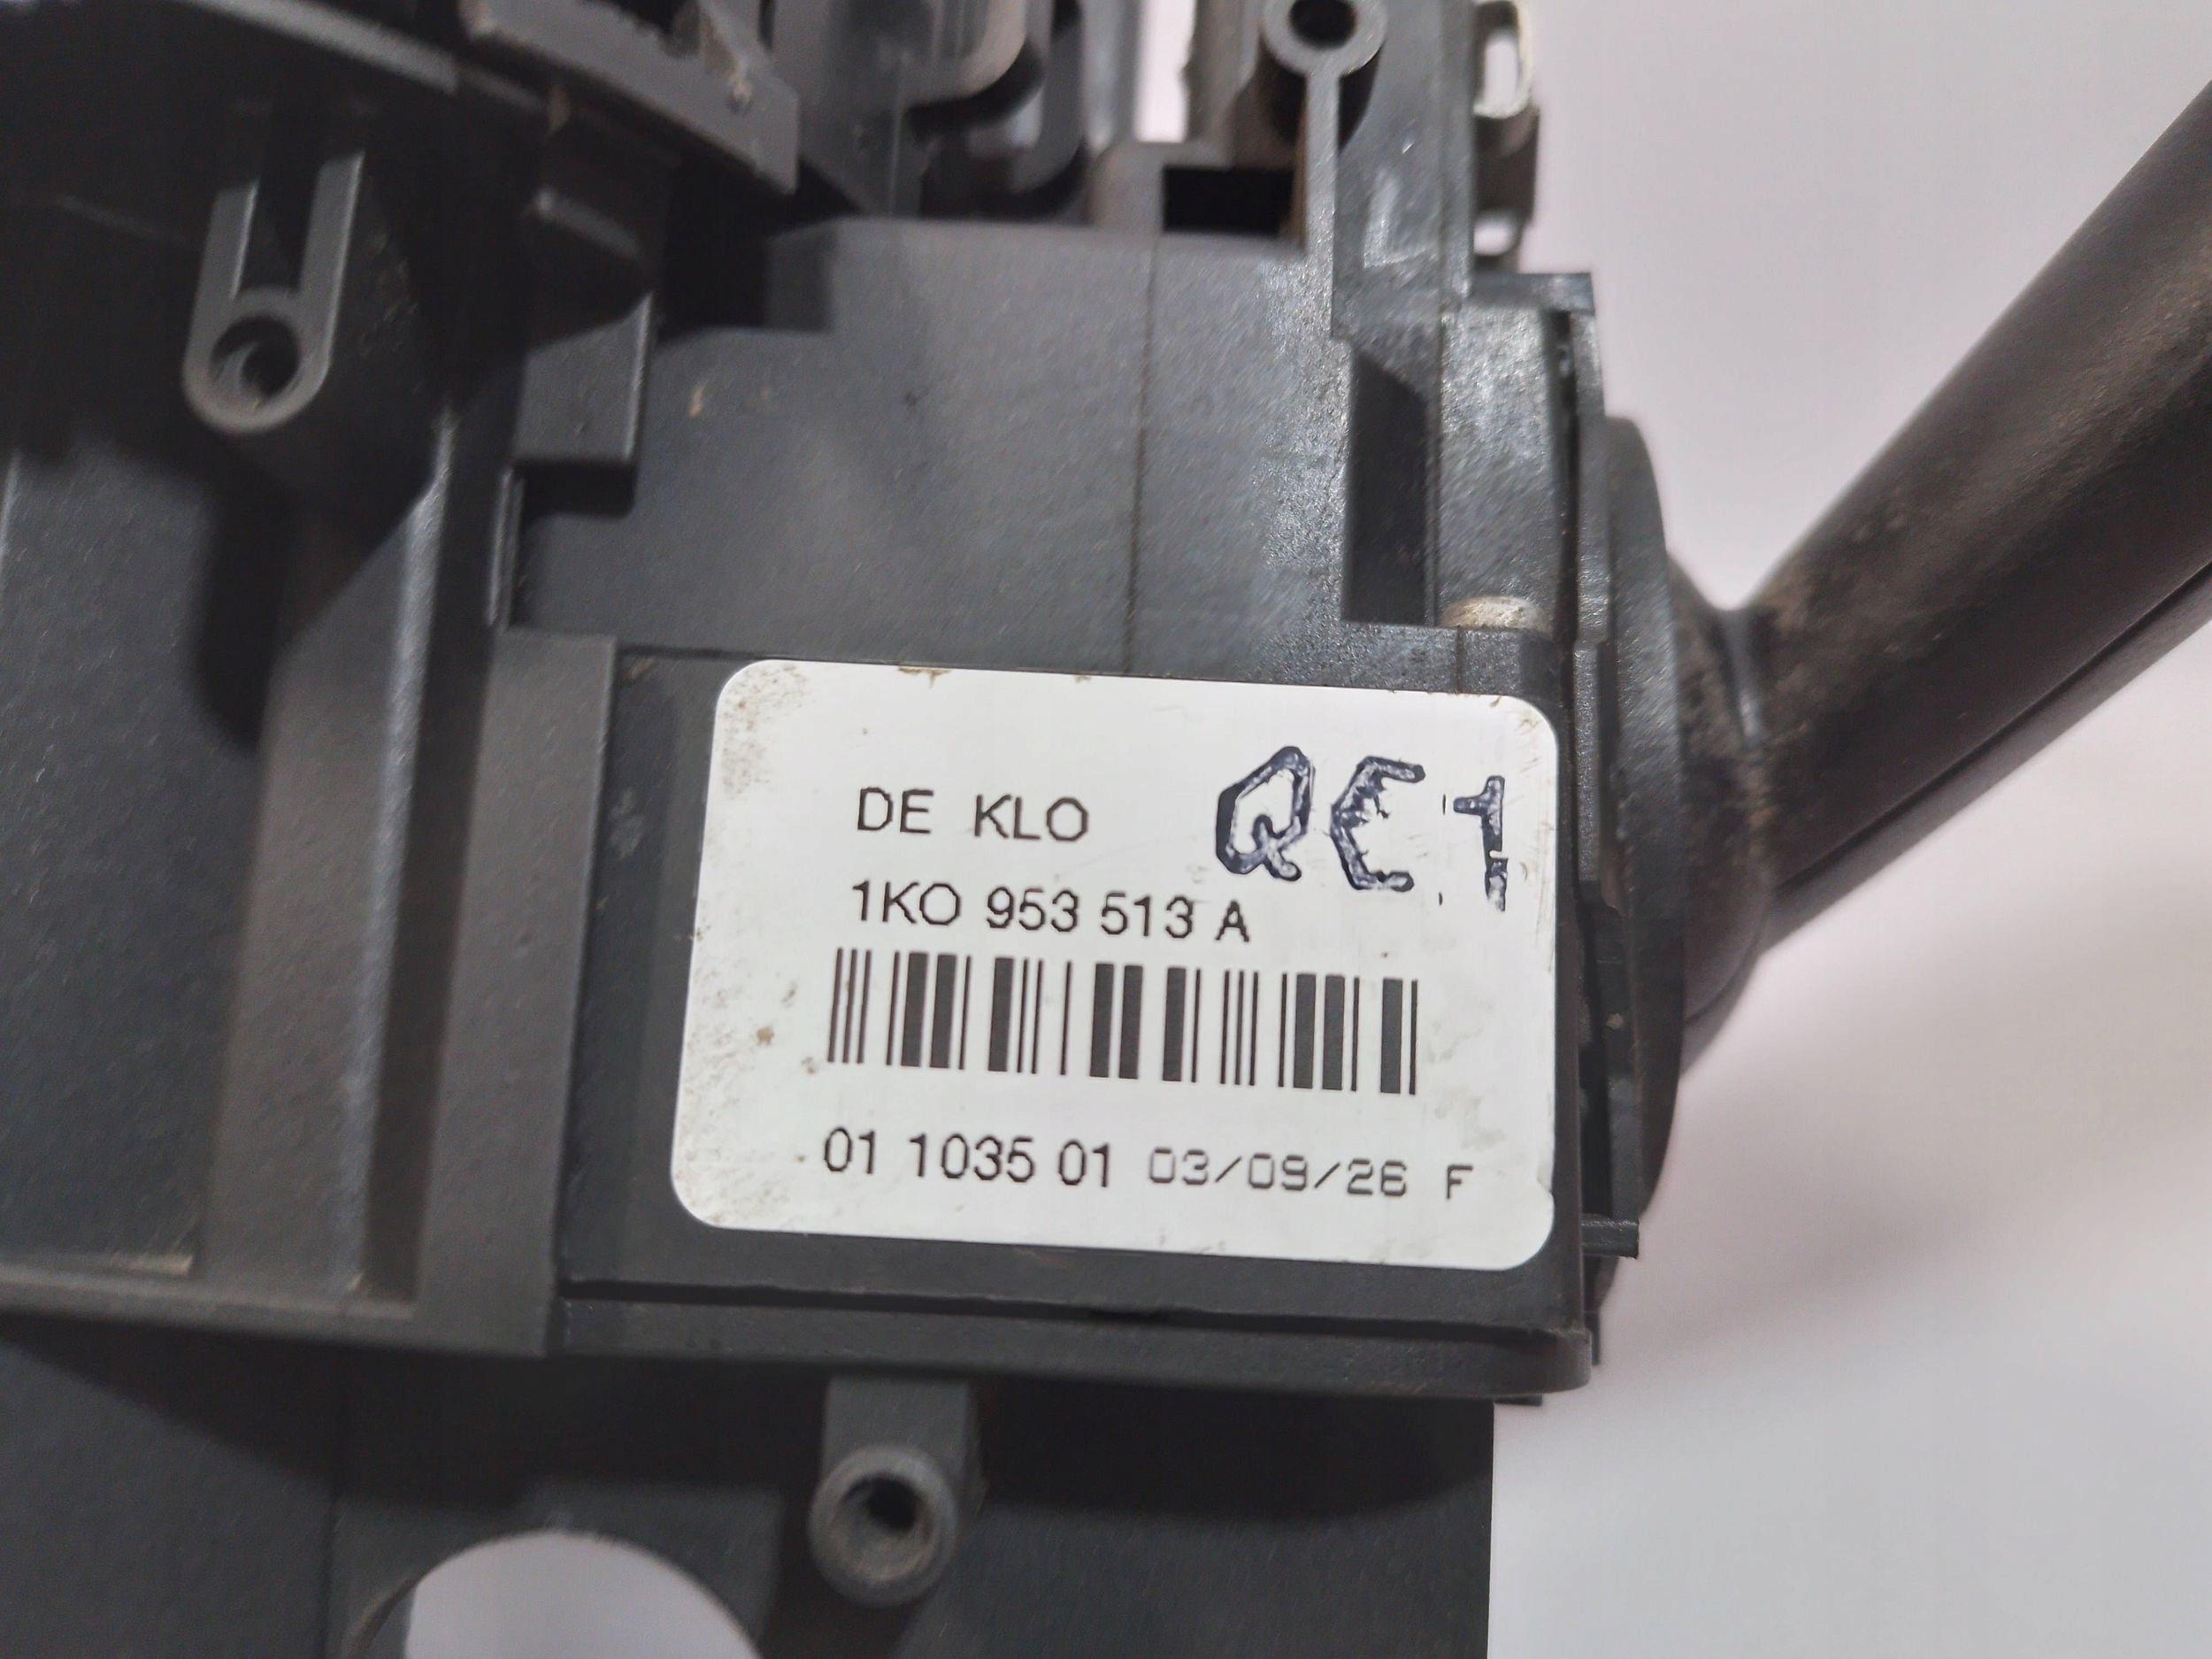 L
DE KLO QE1
1KO 953 513 A
01 1035 01 03/09/26 F